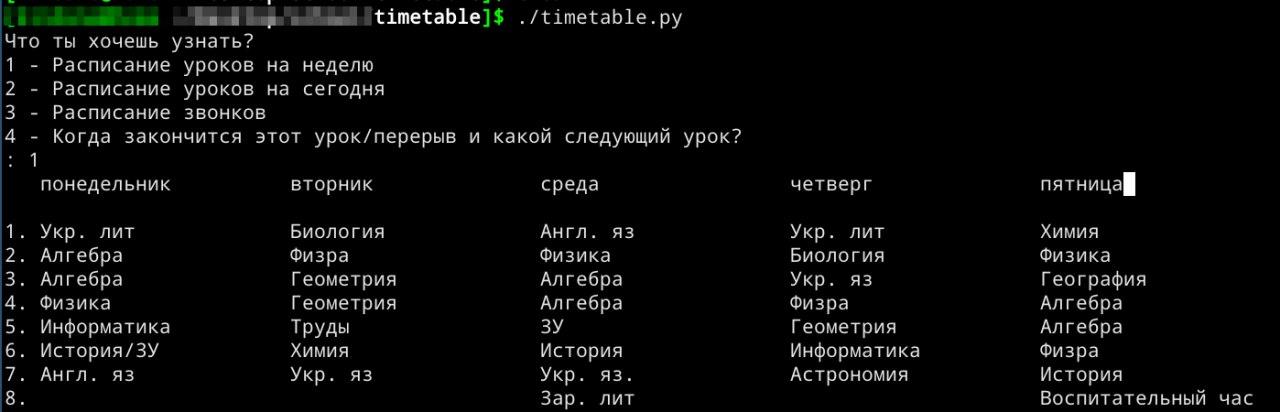 timetable]$ ./timetable.py
Что ты хочешь узнать?
1 - Расписание уроков на неделю
2 - Расписание уроков на сегодня
3 - Расписание звонков
4 - Когда закончится этот урок/перерыв и какой следующий урок?
: 1
понедельник вторник среда четверг пятница
1. Укр. лит Биология Англ. яз Укр. лит Химия
2. Алгебра Физра Физика Биология Физика
3. Алгебра Геометрия Алгебра Укр. яз География
4. Физика Геометрия Алгебра Физра Алгебра
5. Информатика Труды ЗУ Геометрия Алгебра
6. История/ЗУ Химия История Информатика Физра
7. Англ. яз Укр. яз Укр. яз. Астрономия История
8. Зар. лит Воспитательный час